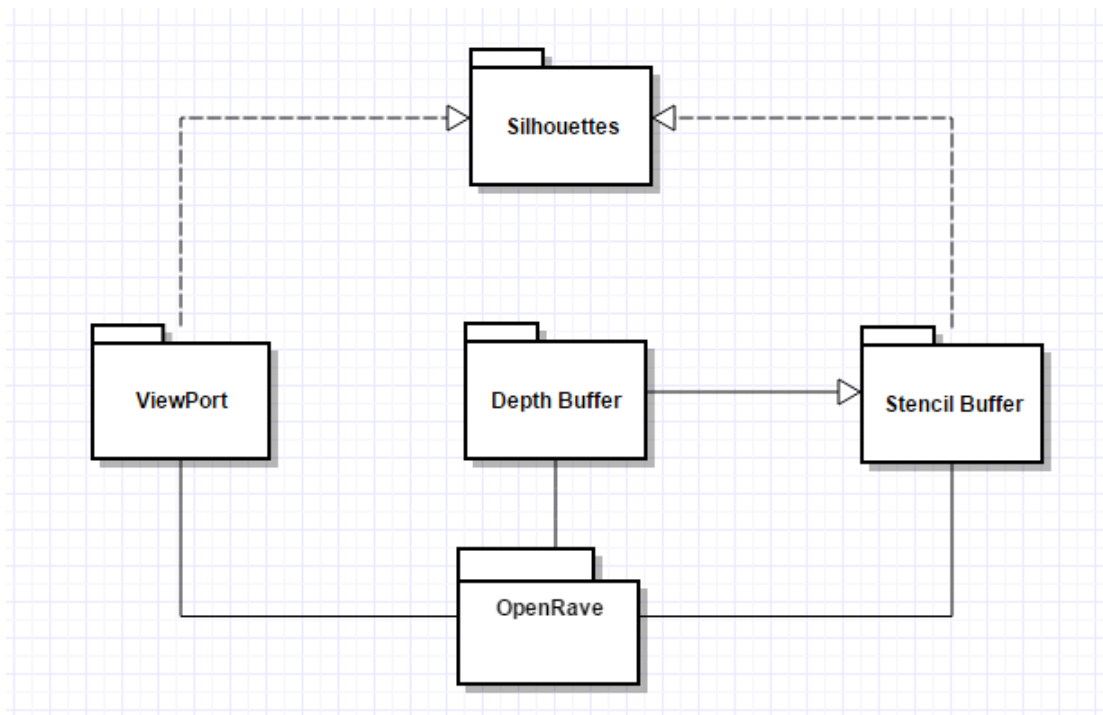 Silhouettes
ViewPort
Depth Buffer
Stencil Buffer
OpenRave